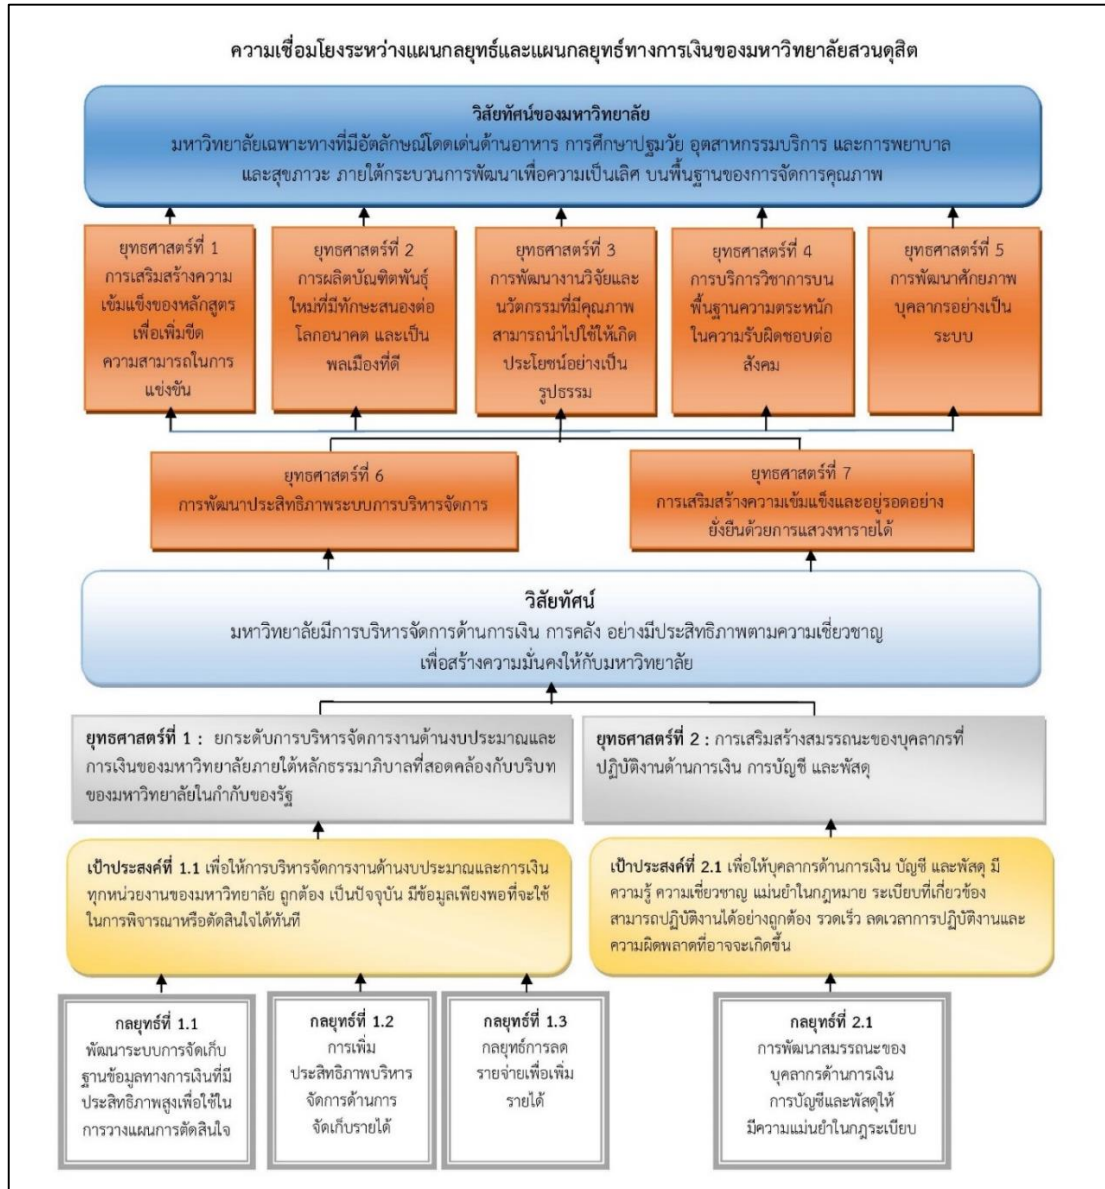 ความเชื่อมโยงระหว่างแผนกลยุทธ์และแผนกลยุทธ์ทางการเงินของมหาวิทยาลัยสวนดุสิต
วิสัยทัศน์ของมหาวิทยาลัย
มหาวิทยาลัยเฉพาะทางที่มีอัตลักษณ์โดดเด่นด้านอาหาร การศึกษาปฐมวัย อุตสาหกรรมบริการ และการพยาบาล
และสุขภาวะ ภายใต้กระบวนการพัฒนาเพื่อความเป็นเลิศ บนพื้นฐานของการจัดการคุณภาพ
ยุทธศาสตร์ที่ 1
การเสริมสร้างความ
เข้มแข็งของหลักสูตร
เพื่อเพิ่มขีด
ความสามารถในการ
แข่งขัน
ยุทธศาสตร์ที่ 2
การผลิตบัณฑิตพันธุ์
ใหม่ที่มีทักษะสนองต่อ
โลกอนาคต และเป็น
พลเมืองที่ดี
ยุทธศาสตร์ที่ 3
การพัฒนางานวิจัยและ
นวัตกรรมที่มีคุณภาพ
สามารถนำไปใช้ให้เกิด
ประโยชน์อย่างเป็น
รูปธรรม
ยุทธศาสตร์ที่ 4
การบริการวิชาการบน
พื้นฐานความตระหนัก
ในความรับผิดชอบต่อ
สังคม
ยุทธศาสตร์ที่ 5
การพัฒนาศักยภาพ
บุคลากรอย่างเป็น
ระบบ
ยุทธศาสตร์ที่ 6
การพัฒนาประสิทธิภาพระบบการบริหารจัดการ
ยุทธศาสตร์ที่ 7
การเสริมสร้างความเข้มแข็งและอยู่รอดอย่าง
ยั่งยืนด้วยการแสวงหารายได้
วิสัยทัศน์
มหาวิทยาลัยมีการบริหารจัดการด้านการเงิน การคลัง อย่างมีประสิทธิภาพตามความเชี่ยวชาญ
เพื่อสร้างความมั่นคงให้กับมหาวิทยาลัย
ยุทธศาสตร์ที่ 1 : ยกระดับการบริหารจัดการงานด้านงบประมาณและ
การเงินของมหาวิทยาลัยภายใต้หลักธรรมาภิบาลที่สอดคล้องกับบริบท
ของมหาวิทยาลัยในกำกับของรัฐ
ยุทธศาสตร์ที่ 2 : การเสริมสร้างสมรรถนะของบุคลากรที่
ปฏิบัติงานด้านการเงิน การบัญชี และพัสดุ
เป้าประสงค์ที่ 1.1 เพื่อให้การบริหารจัดการงานด้านงบประมาณและการเงิน
ทุกหน่วยงานของมหาวิทยาลัย ถูกต้อง เป็นปัจจุบัน มีข้อมูลเพียงพอที่จะใช้
ในการพิจารณาหรือตัดสินใจได้ทันที
เป้าประสงค์ที่ 2.1 เพื่อให้บุคลากรด้านการเงิน บัญชี และพัสดุ มี
ความรู้ ความเชี่ยวชาญ แม่นยำในกฎหมาย ระเบียบที่เกี่ยวข้อง
สามารถปฏิบัติงานได้อย่างถูกต้อง รวดเร็ว ลดเวลาการปฏิบัติงานและ
ความผิดพลาดที่อาจจะเกิดขึ้น
กลยุทธ์ที่ 1.1
พัฒนาระบบการจัดเก็บ
ฐานข้อมูลทางการเงินที่มี
ประสิทธิภาพสูงเพื่อใช้ใน
การวางแผนการตัดสินใจ
กลยุทธ์ที่ 1.2
การเพิ่ม
ประสิทธิภาพบริหาร
จัดการด้านการ
จัดเก็บรายได้
กลยุทธ์ที่ 1.3
กลยุทธ์การลด
รายจ่ายเพื่อเพิ่ม
รายได้
กลยุทธ์ที่ 2.1
การพัฒนาสมรรถนะของ
บุคลากรด้านการเงิน
การบัญชีและพัสดุให้
มีความแม่นยำในกฎระเบียบ